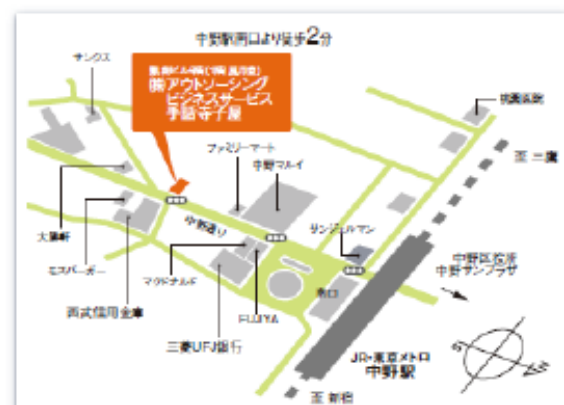 中野駅南口より徒歩2分
サンクス
㈱アウトソーシング
ビジネスサービス
手話寺子屋
桃園医院
ファミリーマート
中野マルイ
至 三鷹
中野通り
サンジェルマン
大陽軒
モスバーガー
マクドナルド
中野区役所
中野サンプラザ
西武信用金庫
FUJIYA
南口
三菱UFJ銀行
JR・東京メトロ
中野駅
至 新宿